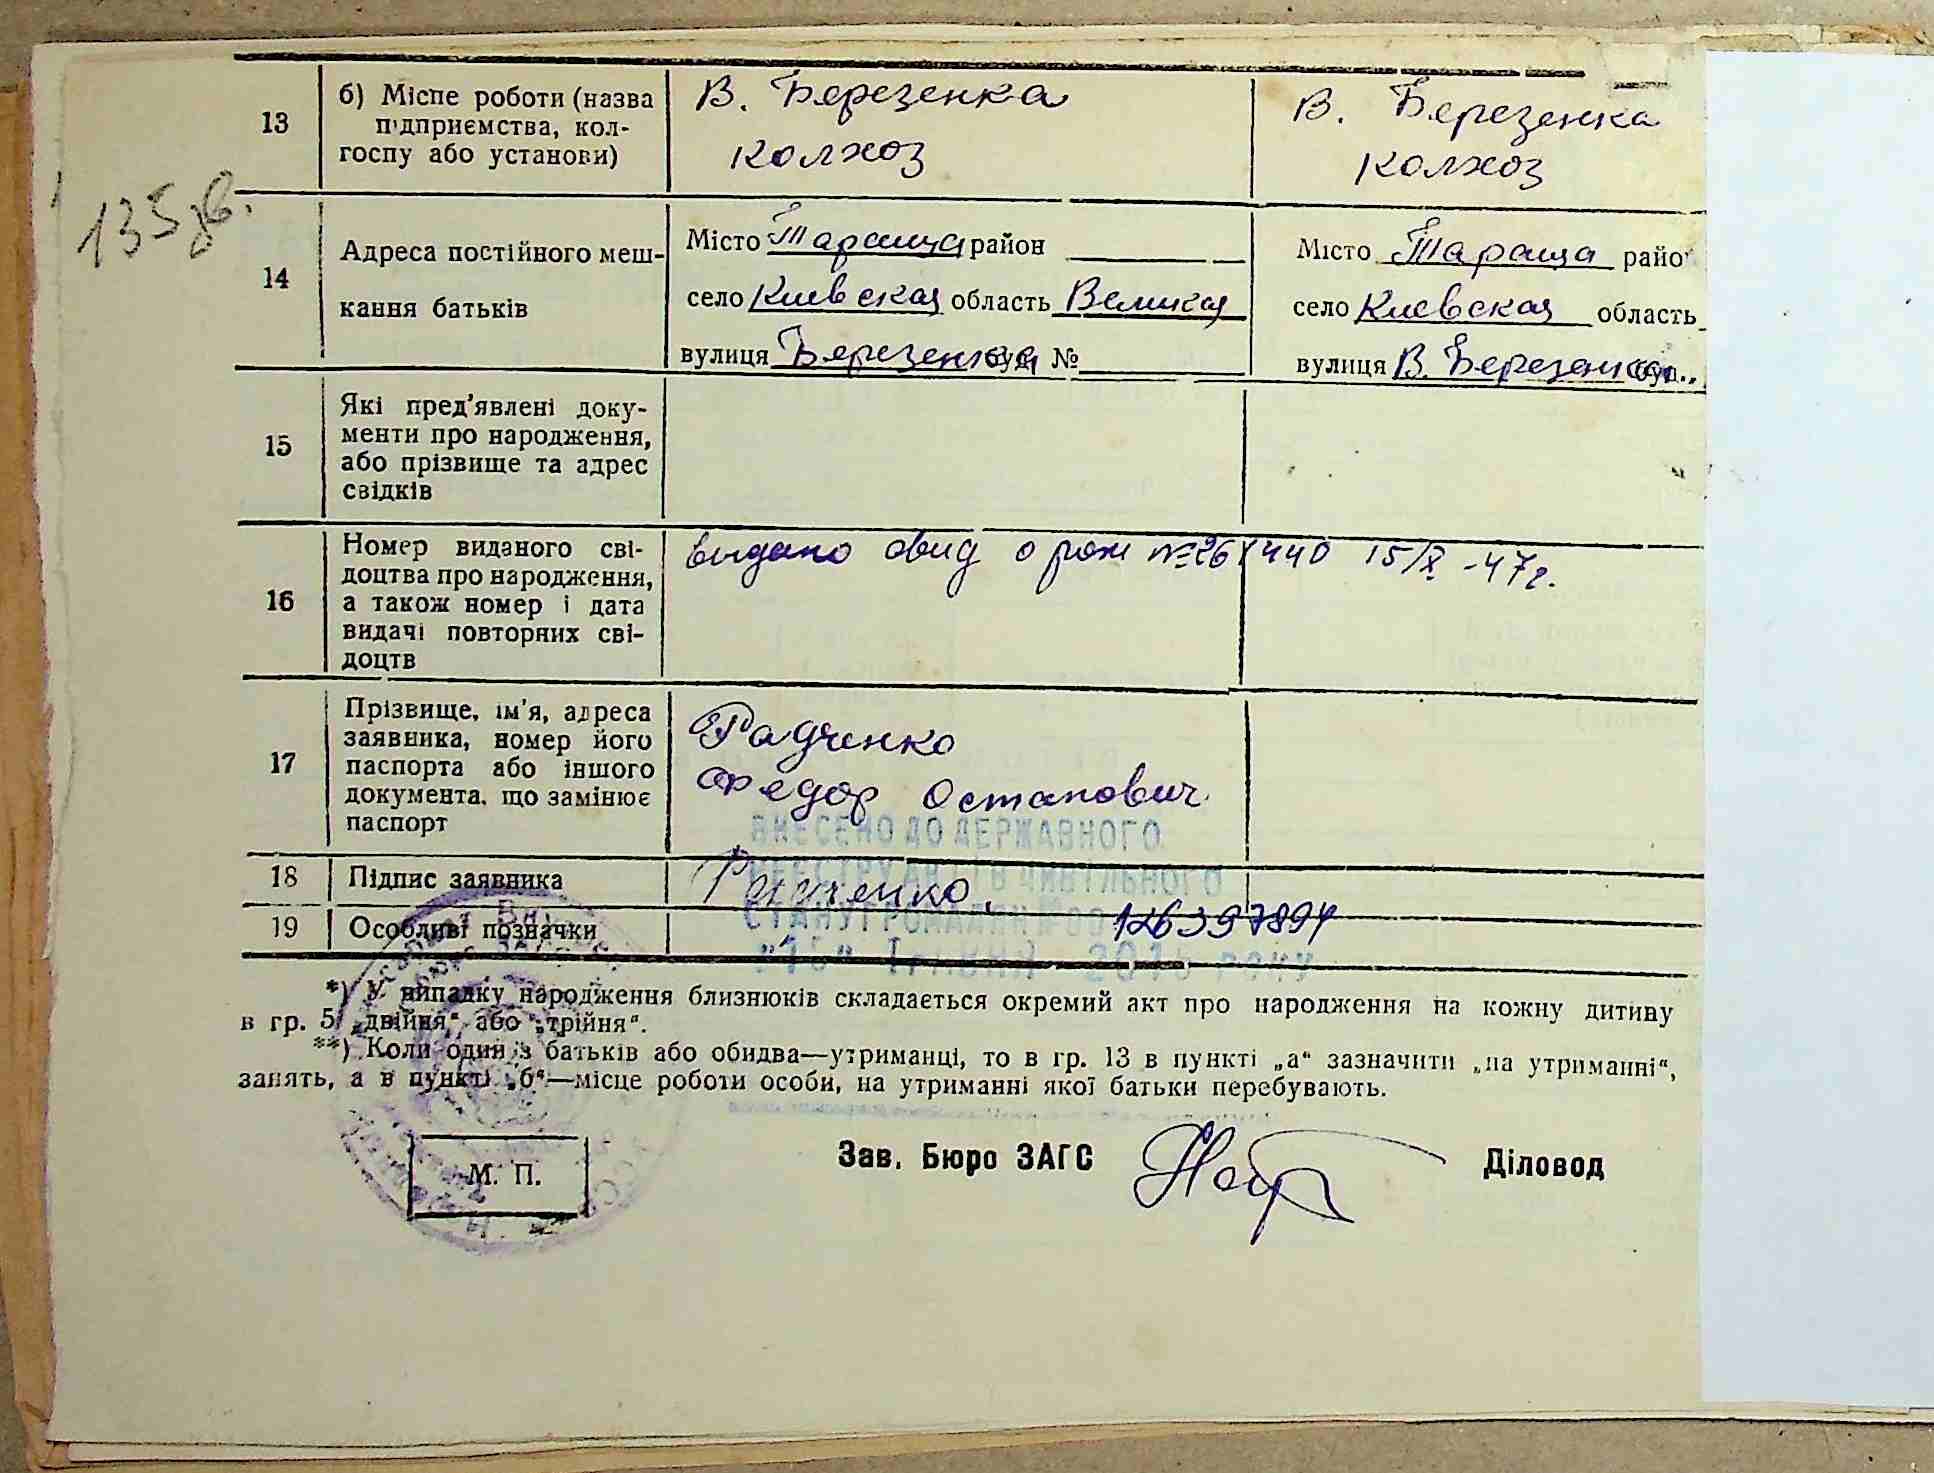 135 зв.
13
б) Місце роботи (назва
підприємства, кол-
госпу або установи)
В. Березенка
колхоз
В. Березенка
колхоз
14
Адреса постійного меш-
кання батьків
Місто Тараща район
село Киевская область Великая
вулиця Березенка буд. №
Місто Тараща райо
село Киевская область
вулиця В. Березанка буд.
15
Які пред'явлені доку-
менти про народження,
або прізвище та адрес
свідків
16
Номер виданого сві-
доцтва про народження,
а також номер і дата
видачі повторних сві-
доцтв
видано свид о рож 15/X -47г.
17
Прізвище, ім'я, адреса
заявника, номер його
паспорта або іншого
документа, що замінює
паспорт
Радченко
Федор Остапович
ВНЕСЕНО ДО ДЕРЖАВНОГО
РЕЄСТРУ АКТІВ ЦИВІЛЬНОГО
СТАНУ ГРОМАДЯН
18
Підпис заявника
Радченко
19
Особливі позначки
*) У випадку народження близнюків складається окремий акт про народження на кожну дитину
в гр. 5 „двійня“ або „трійня“.
**) Коли один з батьків або обидва—утриманці, то в гр. 13 в пункті „а“ зазначити „на утриманні“,
занять, а в пункті „б“—місце роботи особи, на утриманні якої батьки перебувають.
М. П.
Зав. Бюро ЗАГС
Діловод